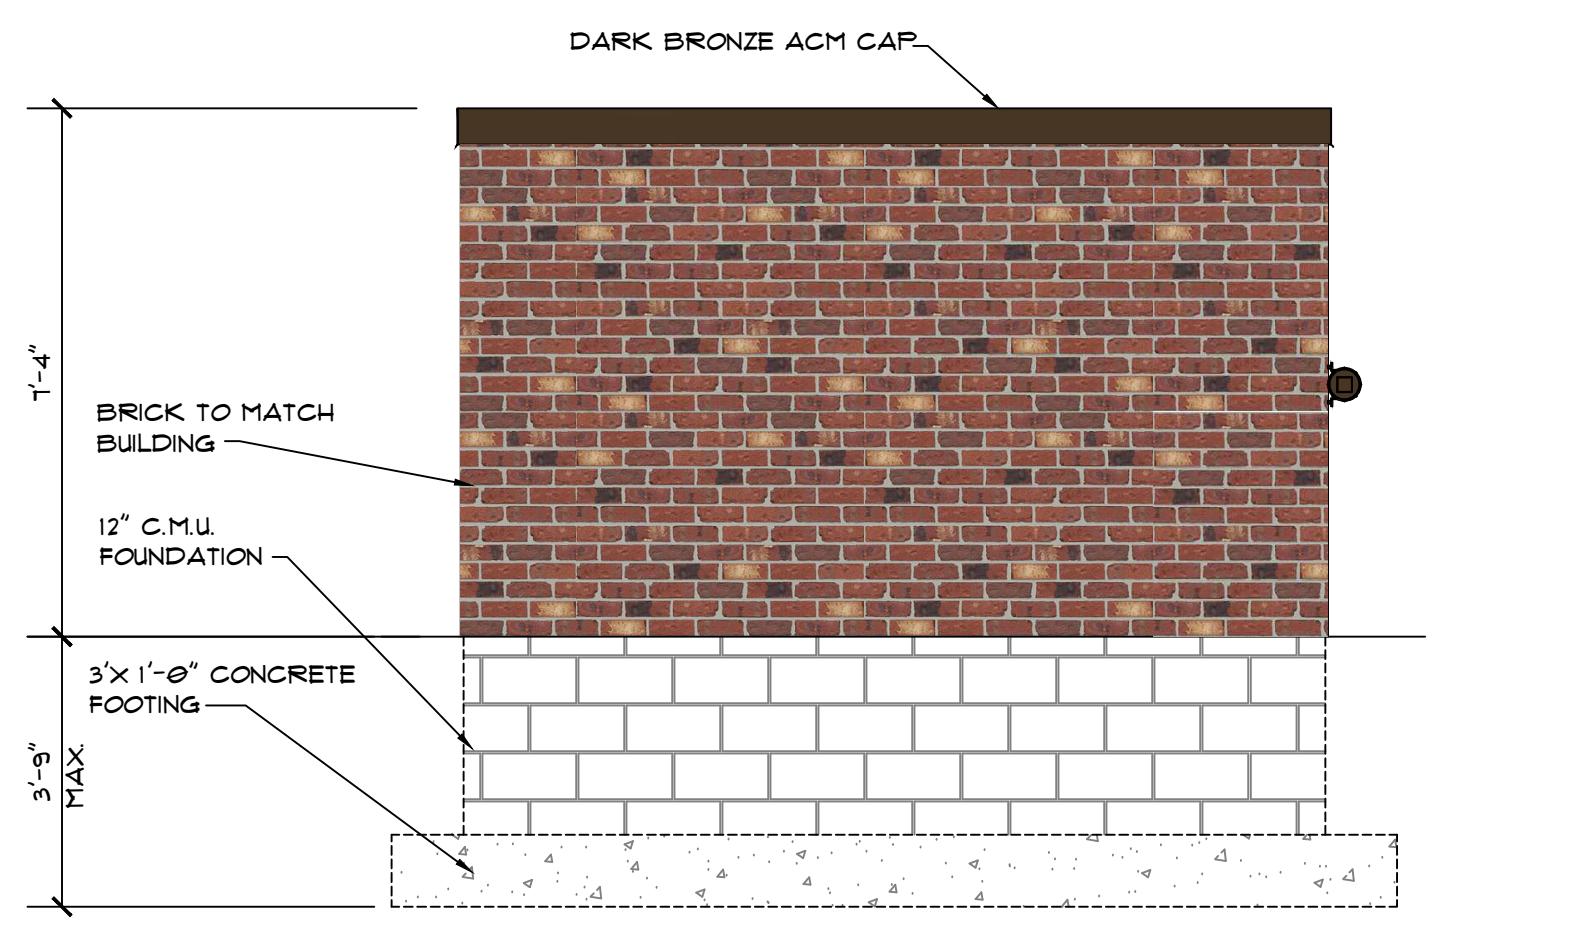 DARK BRONZE ACM CAP
7'-4"
BRICK TO MATCH
BUILDING
12" C.M.U.
FOUNDATION
3'X 1'-0" CONCRETE
FOOTING
3'-9"
MAX.